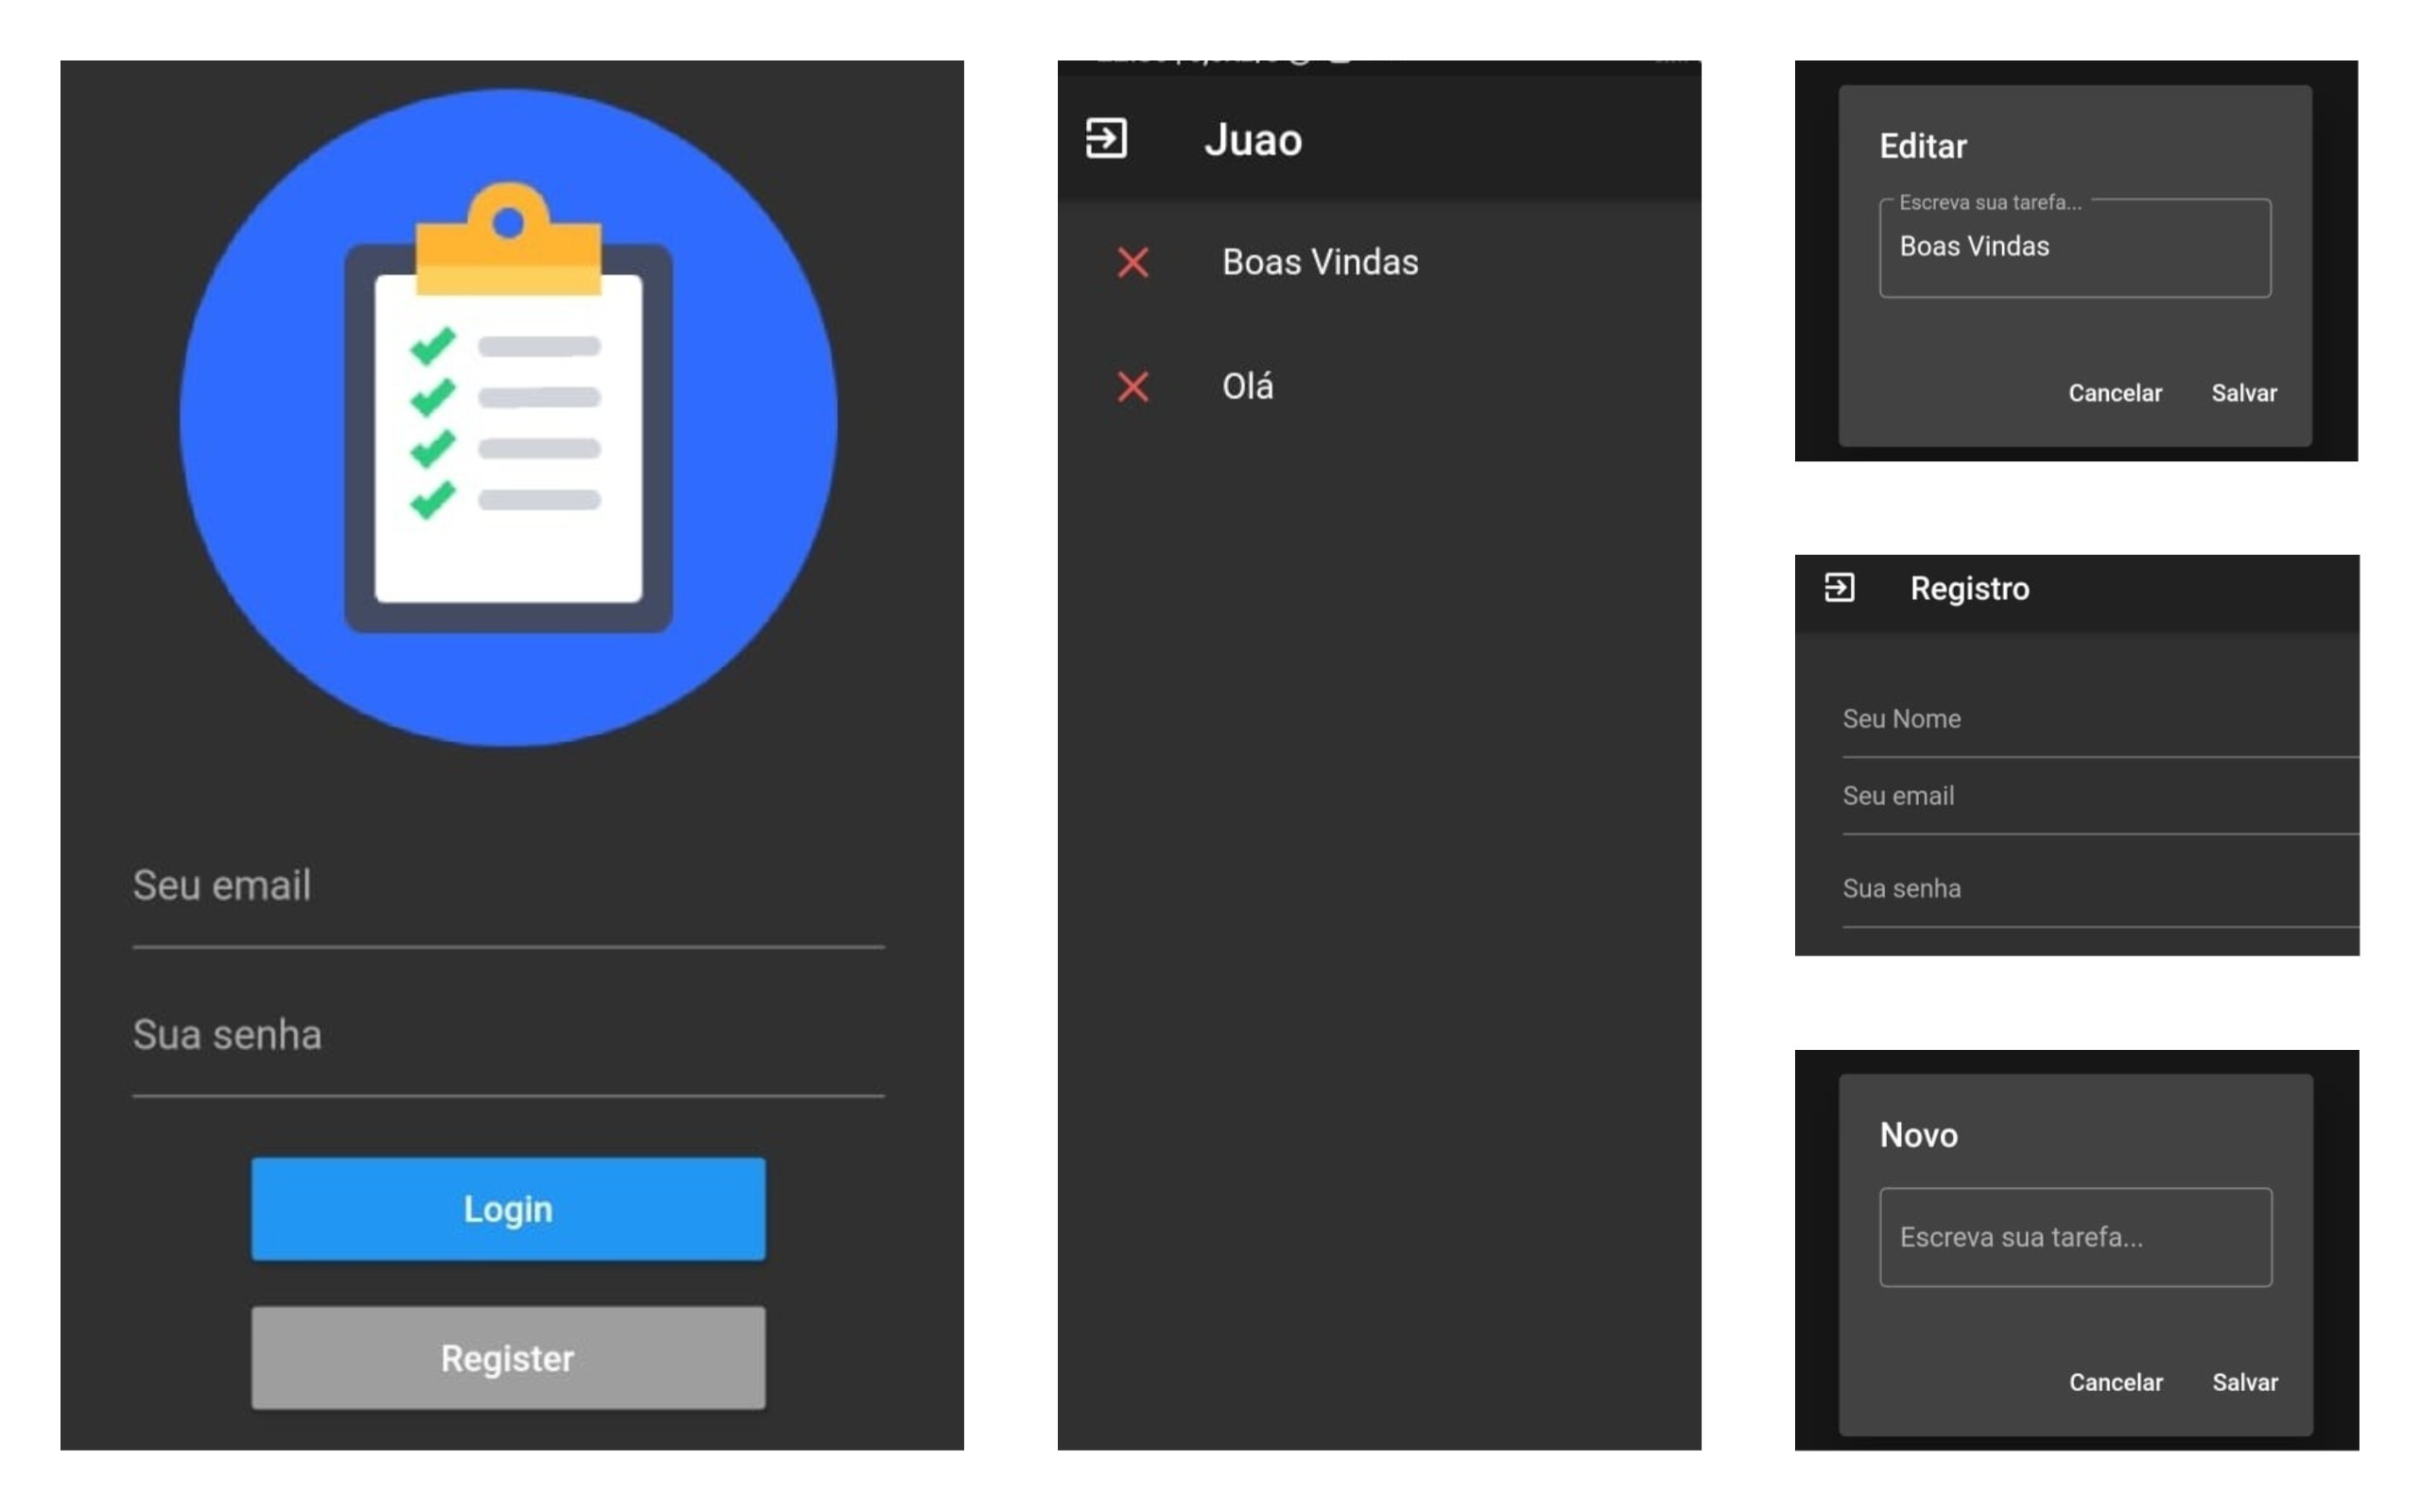 Seu email
Sua senha
Login
Register
Juao
Boas Vindas
Olá
Editar
Escreva sua tarefa...
Boas Vindas
Cancelar Salvar
Registro
Seu Nome
Seu email
Sua senha
Novo
Escreva sua tarefa...
Cancelar Salvar